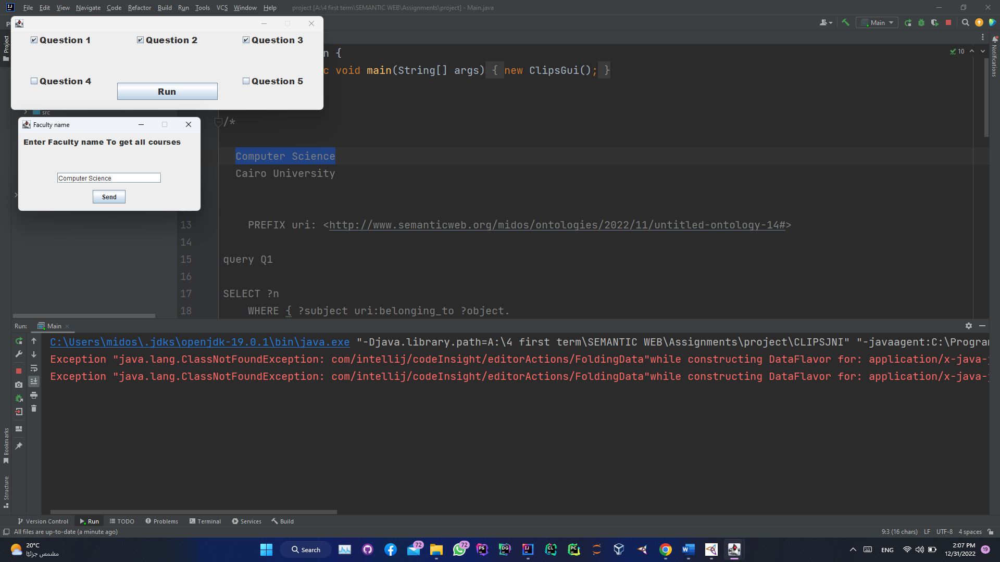 File Edit View Navigate Code Refactor Build Run Tools VCS Window Help project [A:\4 first term\SEMANTIC WEB\Assignments\project] - Main.java
Main
Question 1 Question 2 Question 3
Question 4 Question 5
Run
Project
Notifications
10
n {
c void main(String[] args) { new ClipsGui(); }
src
/*
Faculty name
Enter Faculty name To get all courses
Computer Science
Send
Computer Science
Cairo University
13 PREFIX uri: <http://www.semanticweb.org/midos/ontologies/2022/11/untitled-ontology-14#>
14
15 query Q1
16
17 SELECT ?n
18 WHERE { ?subject uri:belonging_to ?object.
Run: Main
C:\Users\midos\.jdks\openjdk-19.0.1\bin\java.exe "-Djava.library.path=A:\4 first term\SEMANTIC WEB\Assignments\project\CLIPSJNI" "-javaagent:C:\Program
Exception "java.lang.ClassNotFoundException: com/intellij/codeInsight/editorActions/FoldingData"while constructing DataFlavor for: application/x-java-
Exception "java.lang.ClassNotFoundException: com/intellij/codeInsight/editorActions/FoldingData"while constructing DataFlavor for: application/x-java-
Bookmarks
Structure
Version Control Run TODO Problems Terminal Services Build
All files are up-to-date (a minute ago) 9:3 (16 chars) LF UTF-8 4 spaces
20°C
مشمس جزئيًا
Search
72
72
PS
DG
IJ
CL
PC
ENG
2:07 PM
12/31/2022
19